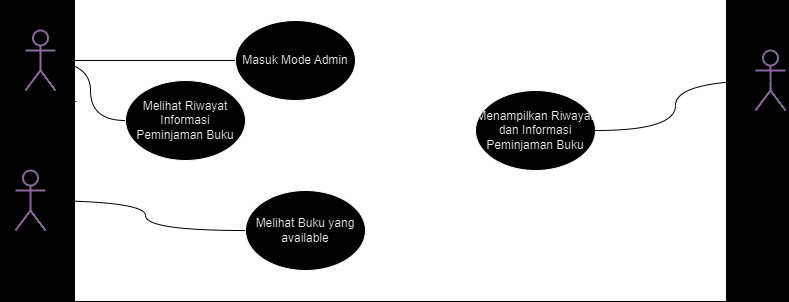 Masuk Mode Admin
Melihat Riwayat
Informasi
Peminjaman Buku
Menampilkan Riwayat
dan Informasi
Peminjaman Buku
Melihat Buku yang
available